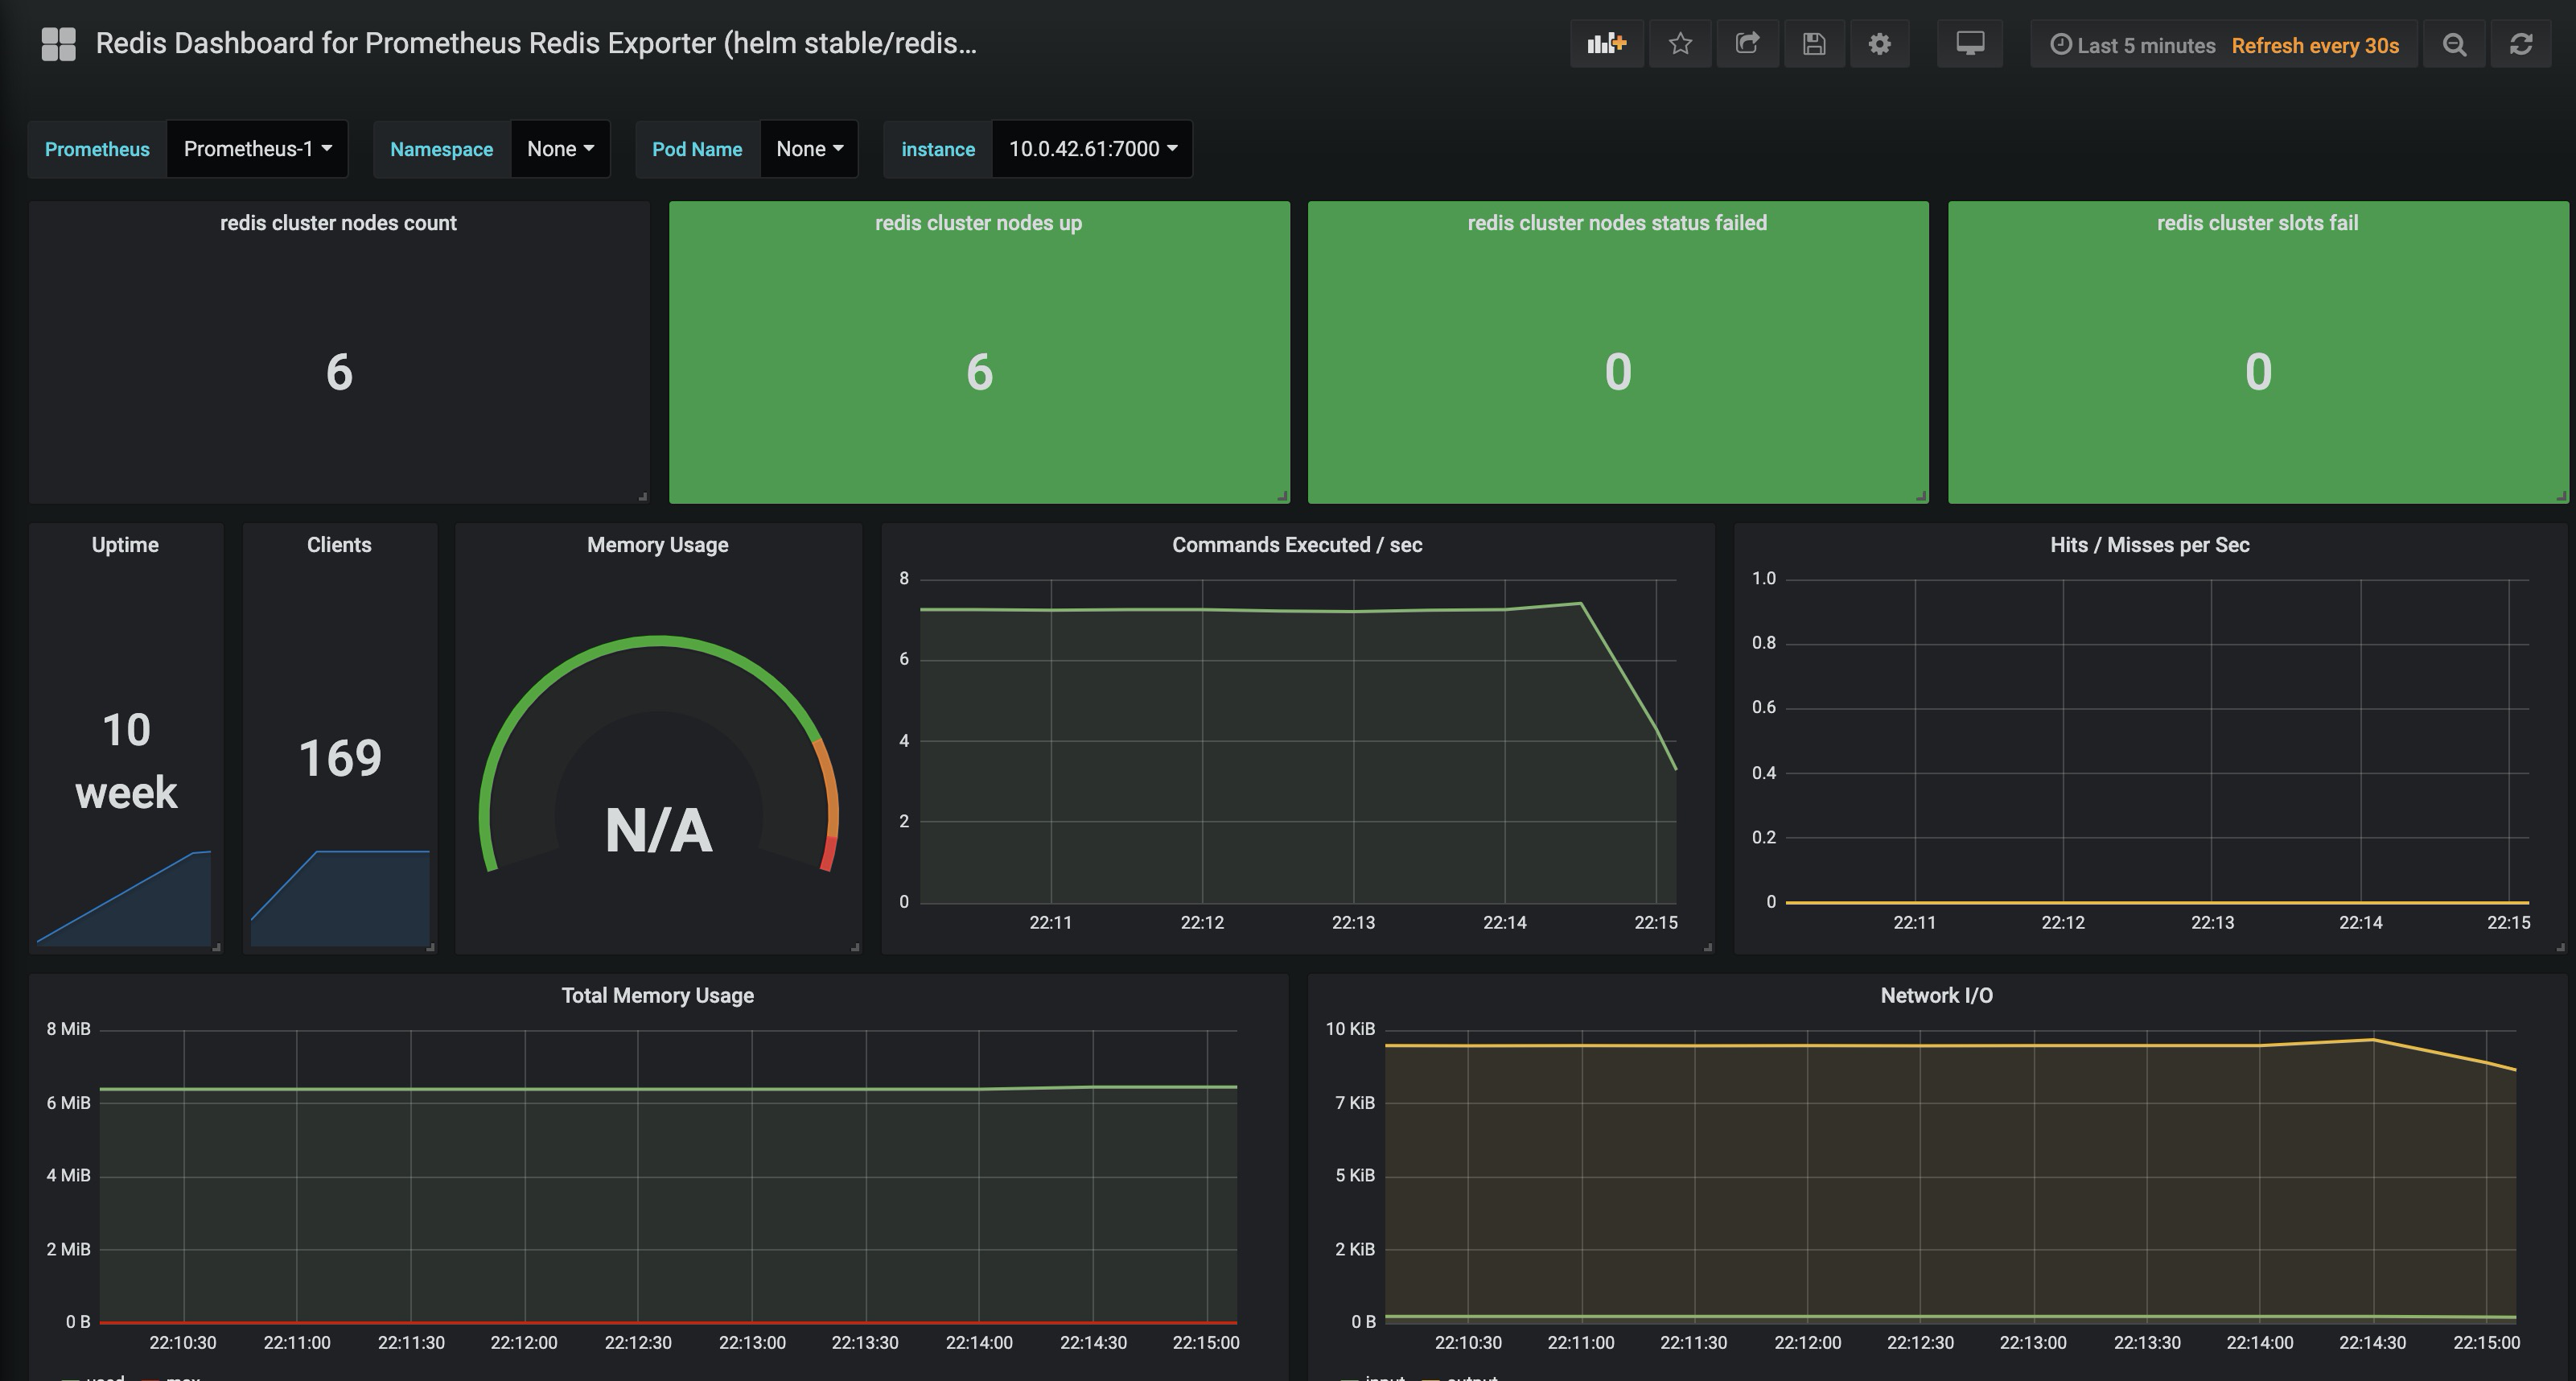 Redis Dashboard for Prometheus Redis Exporter (helm stable/redis...
Last 5 minutes Refresh every 30s
Prometheus Prometheus-1 Namespace None Pod Name None instance 10.0.42.61:7000
redis cluster nodes count
6
redis cluster nodes up
6
redis cluster nodes status failed
0
redis cluster slots fail
0
Uptime
10
week
Clients
169
Memory Usage
N/A
Commands Executed / sec
8
6
4
2
0
22:11 22:12 22:13 22:14 22:15
Hits / Misses per Sec
1.0
0.8
0.6
0.4
0.2
0
22:11 22:12 22:13 22:14 22:15
Total Memory Usage
8 MiB
6 MiB
4 MiB
2 MiB
0 B
22:10:30 22:11:00 22:11:30 22:12:00 22:12:30 22:13:00 22:13:30 22:14:00 22:14:30 22:15:00
Network I/O
10 KiB
7 KiB
5 KiB
2 KiB
0 B
22:10:30 22:11:00 22:11:30 22:12:00 22:12:30 22:13:00 22:13:30 22:14:00 22:14:30 22:15:00